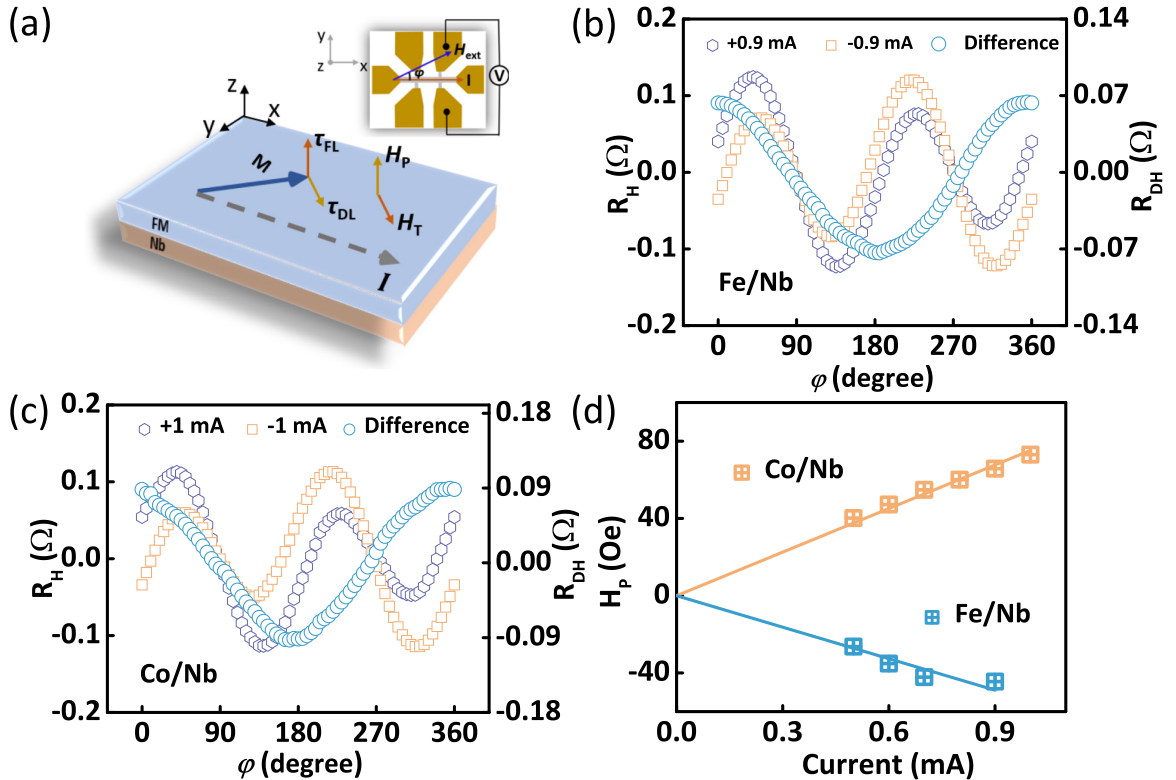 (a)
y
z
x
H_ext
φ
I
V
z
x
y
τ_FL
M
τ_DL
H_P
H_T
FM
Nb
I
(b)
0.2
0.1
0.0
-0.1
-0.2
R_H (Ω)
+0.9 mA
-0.9 mA
Difference
Fe/Nb
0.14
0.07
0.00
-0.07
-0.14
R_DH (Ω)
0 90 180 270 360
φ (degree)
(c)
0.2
0.1
0.0
-0.1
-0.2
R_H (Ω)
+1 mA
-1 mA
Difference
Co/Nb
0.18
0.09
0.00
-0.09
-0.18
R_DH (Ω)
0 90 180 270 360
φ (degree)
(d)
80
40
0
-40
H_P (Oe)
Co/Nb
Fe/Nb
0.0 0.3 0.6 0.9
Current (mA)